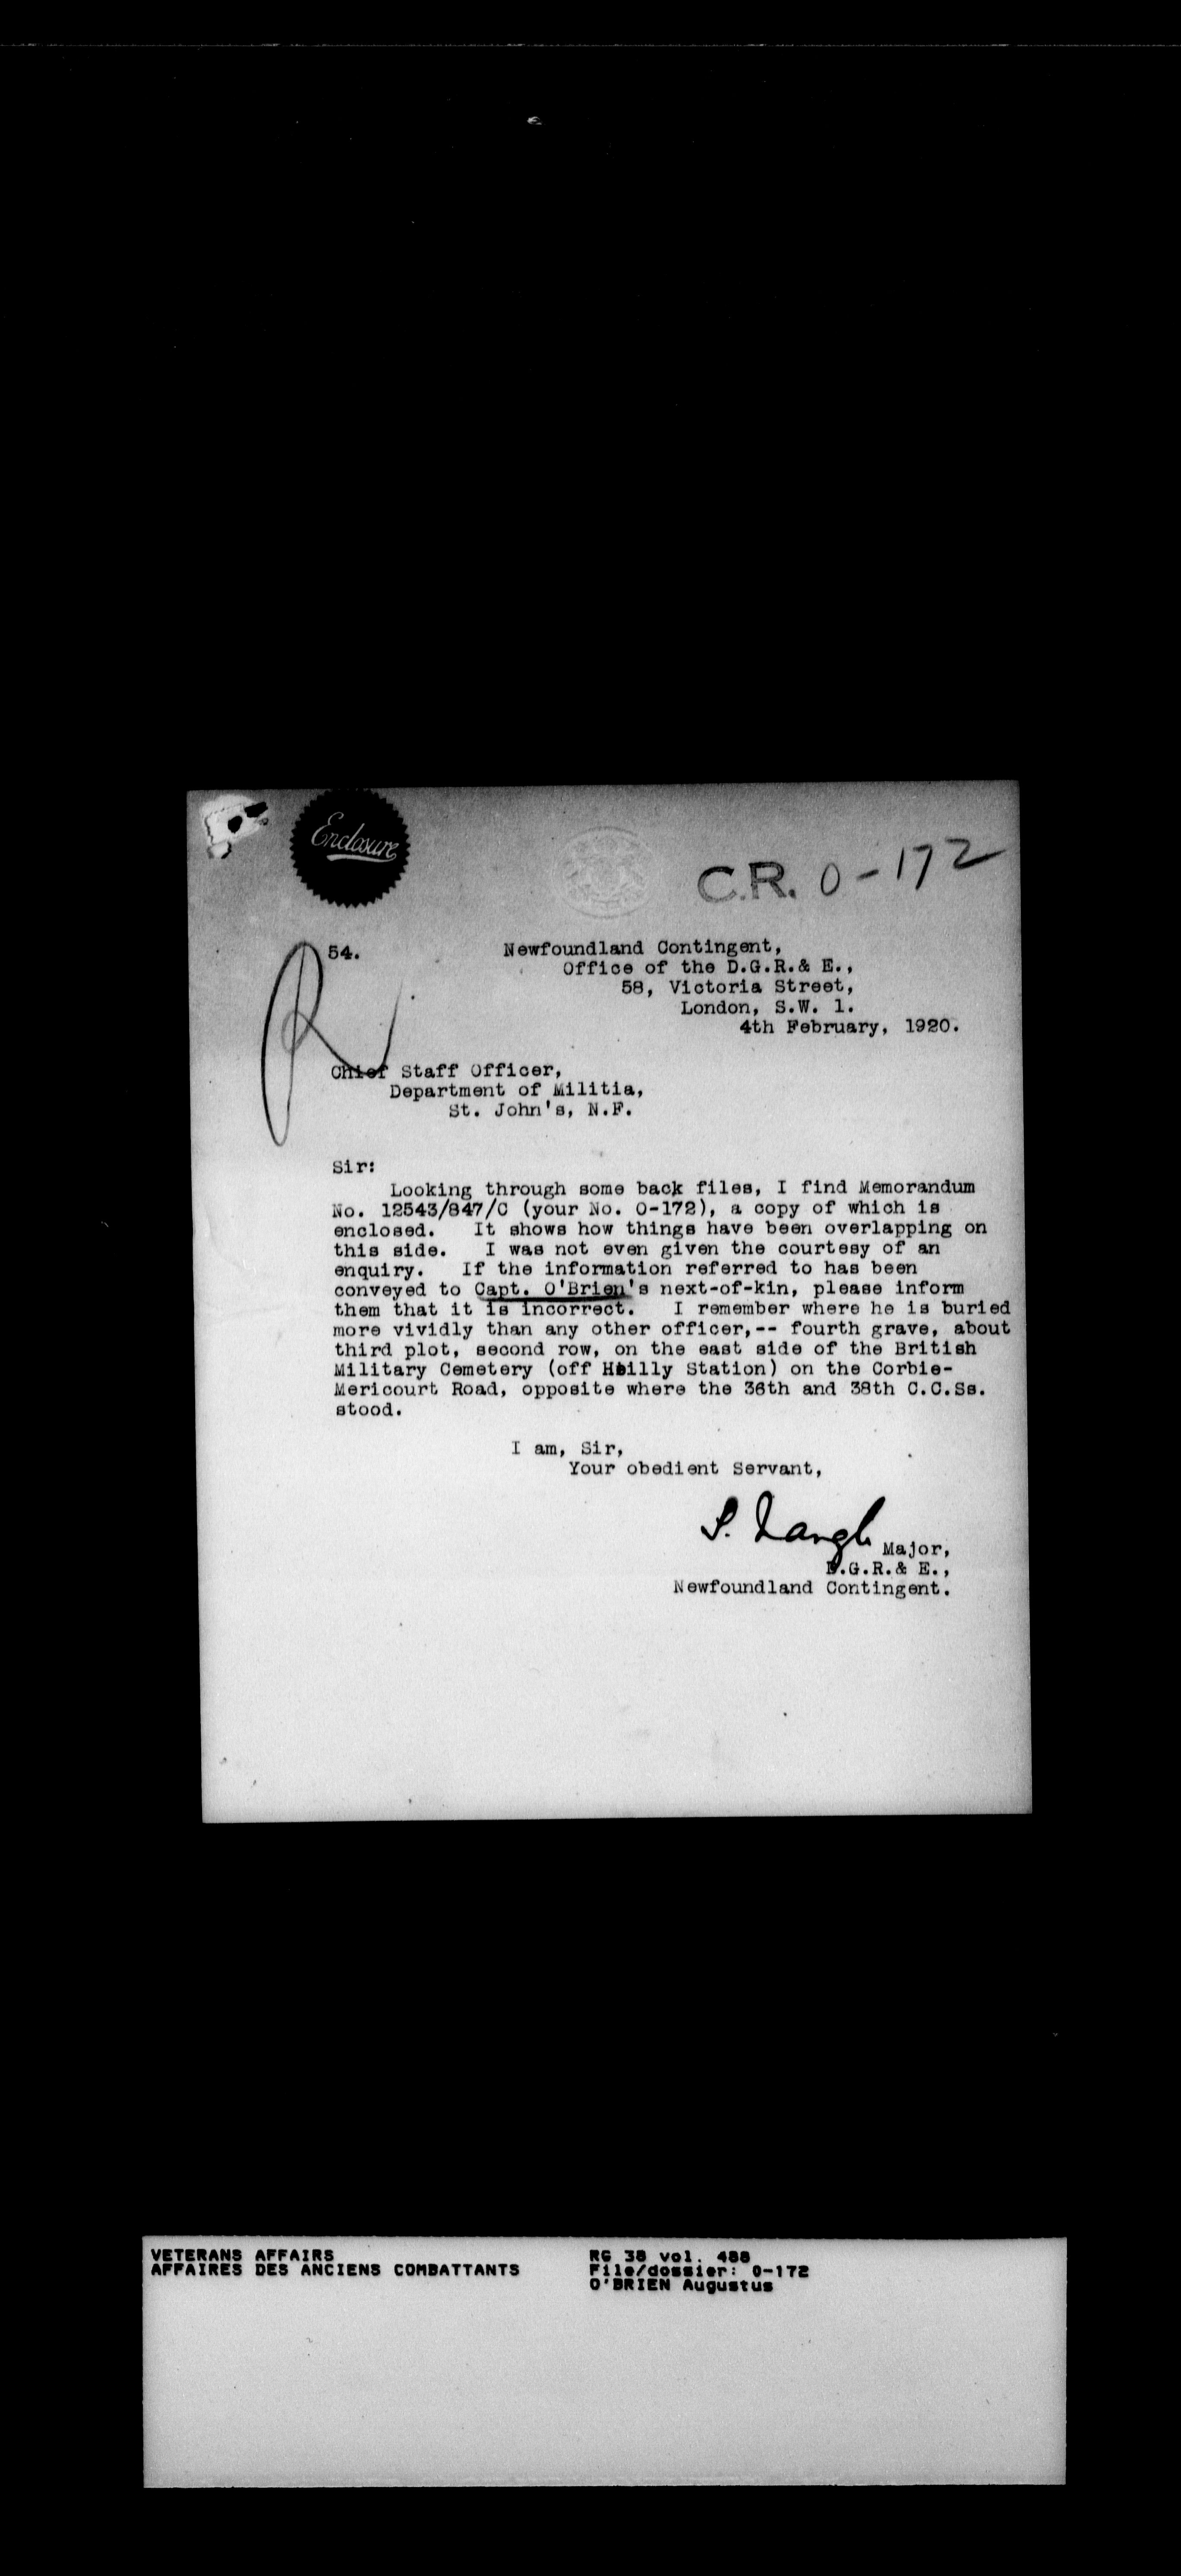 Enclosure
C.R. 0-172
54.
Newfoundland Contingent,
Office of the D.G.R.& E.,
58, Victoria Street,
London, S.W. 1.
4th February, 1920.
R
Chief Staff Officer,
Department of Militia,
St. John's, N.F.
Sir:
Looking through some back files, I find Memorandum
No. 12543/847/C (your No. O-172), a copy of which is
enclosed. It shows how things have been overlapping on
this side. I was not even given the courtesy of an
enquiry. If the information referred to has been
conveyed to Capt. O'Brien's next-of-kin, please inform
them that it is incorrect. I remember where he is buried
more vividly than any other officer,-- fourth grave, about
third plot, second row, on the east side of the British
Military Cemetery (off Heilly Station) on the Corbie-
Mericourt Road, opposite where the 36th and 38th C.C.Ss.
stood.
I am, Sir,
Your obedient Servant,
S. Nangle
Major,
D.G.R.& E.,
Newfoundland Contingent.
VETERANS AFFAIRS
AFFAIRES DES ANCIENS COMBATTANTS
RG 38 vol. 488
File/dossier: 0-172
O'BRIEN Augustus